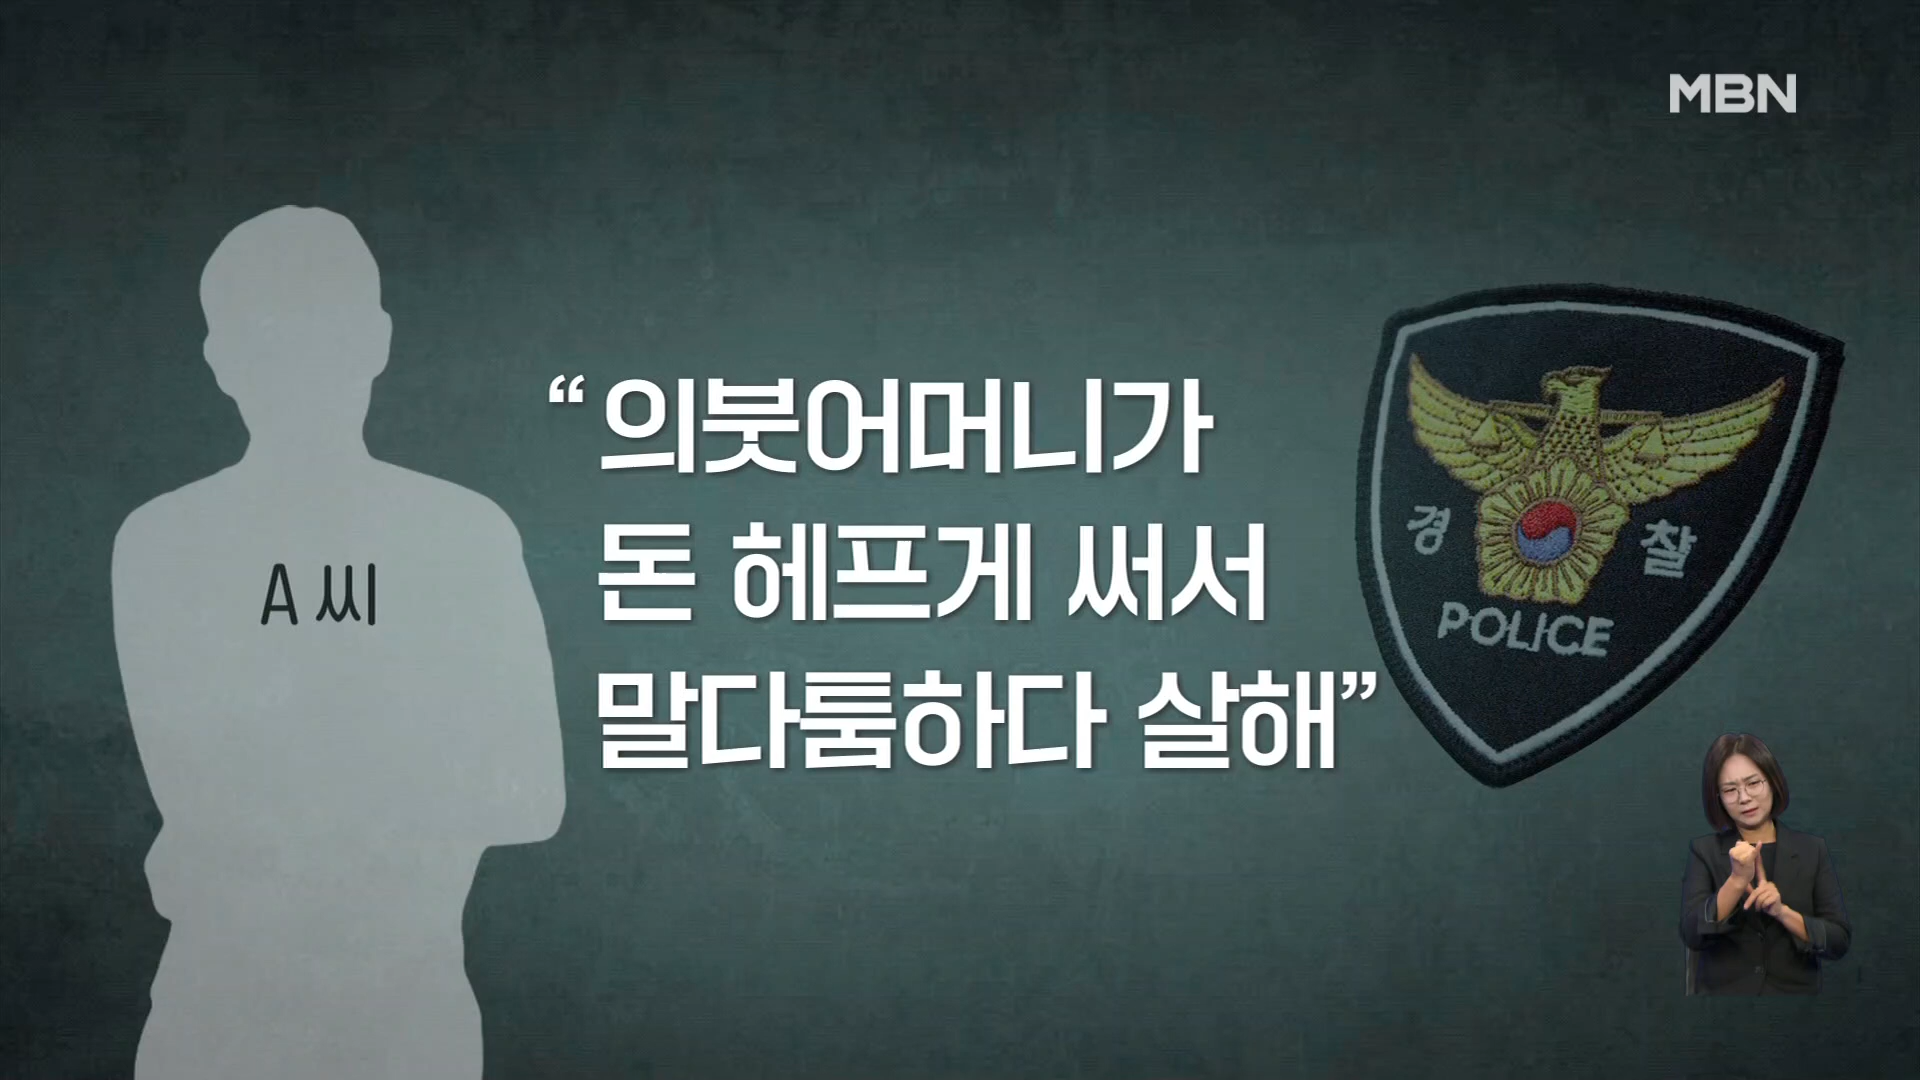 MBN
A 씨
“의붓어머니가
돈 헤프게 써서
말다툼하다 살해”
경 찰
POLICE